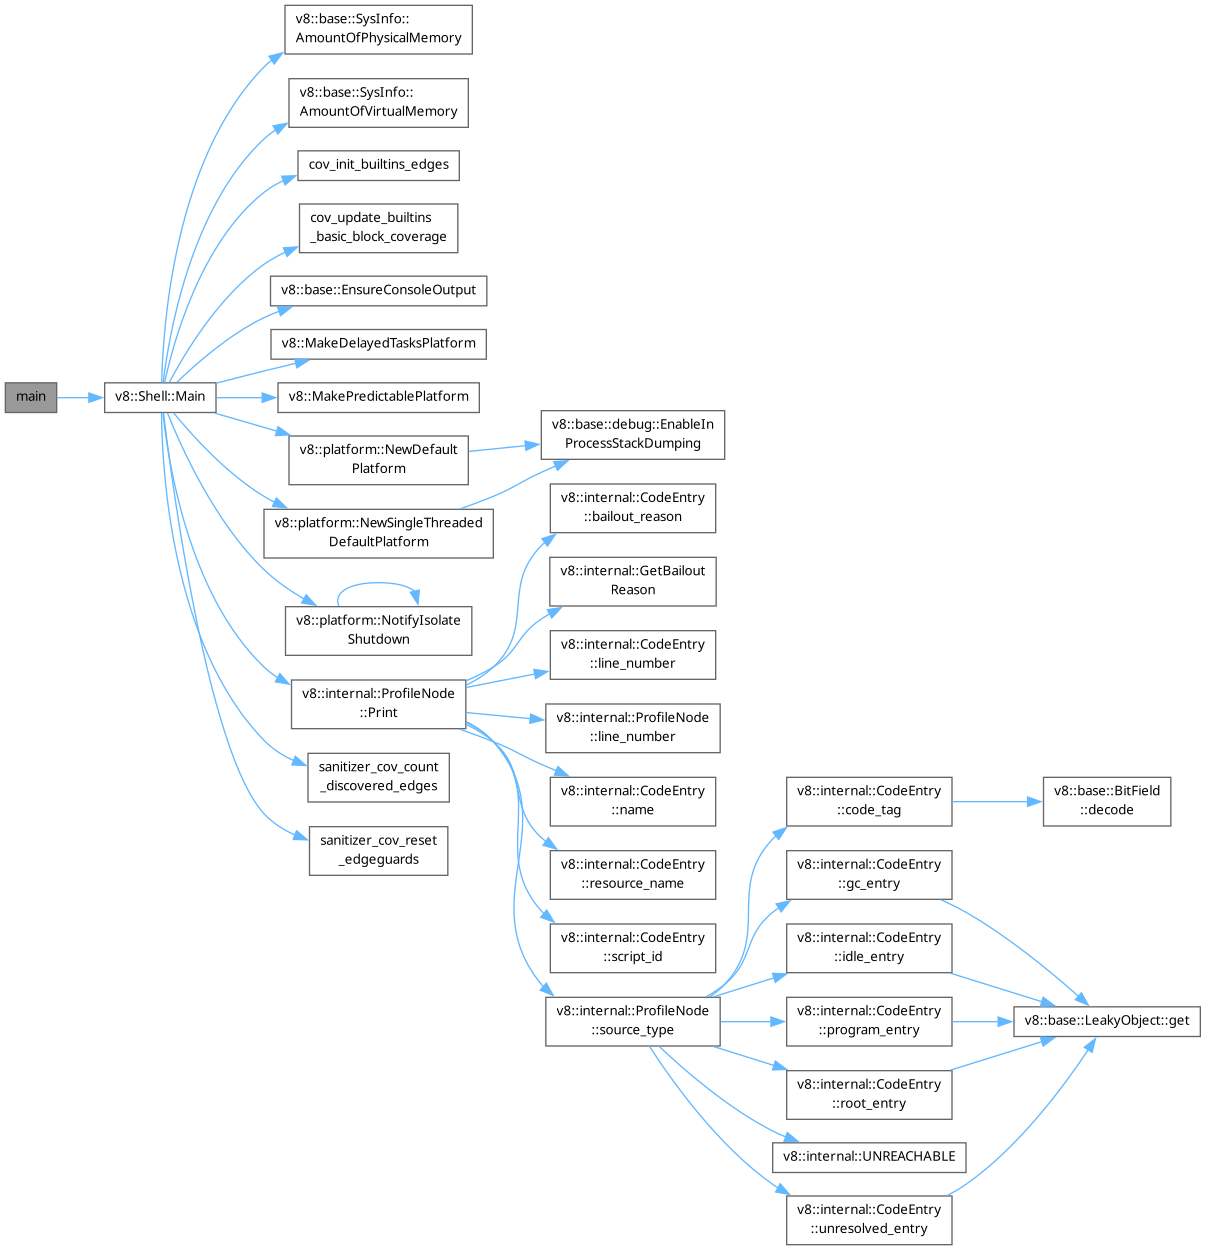 main
v8::Shell::Main
v8::base::SysInfo::
AmountOfPhysicalMemory
v8::base::SysInfo::
AmountOfVirtualMemory
cov_init_builtins_edges
cov_update_builtins
_basic_block_coverage
v8::base::EnsureConsoleOutput
v8::MakeDelayedTasksPlatform
v8::MakePredictablePlatform
v8::platform::NewDefault
Platform
v8::platform::NewSingleThreaded
DefaultPlatform
v8::platform::NotifyIsolate
Shutdown
v8::internal::ProfileNode
::Print
sanitizer_cov_count
_discovered_edges
sanitizer_cov_reset
_edgeguards
v8::base::debug::EnableIn
ProcessStackDumping
v8::internal::CodeEntry
::bailout_reason
v8::internal::GetBailout
Reason
v8::internal::CodeEntry
::line_number
v8::internal::ProfileNode
::line_number
v8::internal::CodeEntry
::name
v8::internal::CodeEntry
::resource_name
v8::internal::CodeEntry
::script_id
v8::internal::ProfileNode
::source_type
v8::internal::CodeEntry
::code_tag
v8::internal::CodeEntry
::gc_entry
v8::internal::CodeEntry
::idle_entry
v8::internal::CodeEntry
::program_entry
v8::internal::CodeEntry
::root_entry
v8::internal::UNREACHABLE
v8::internal::CodeEntry
::unresolved_entry
v8::base::BitField
::decode
v8::base::LeakyObject::get